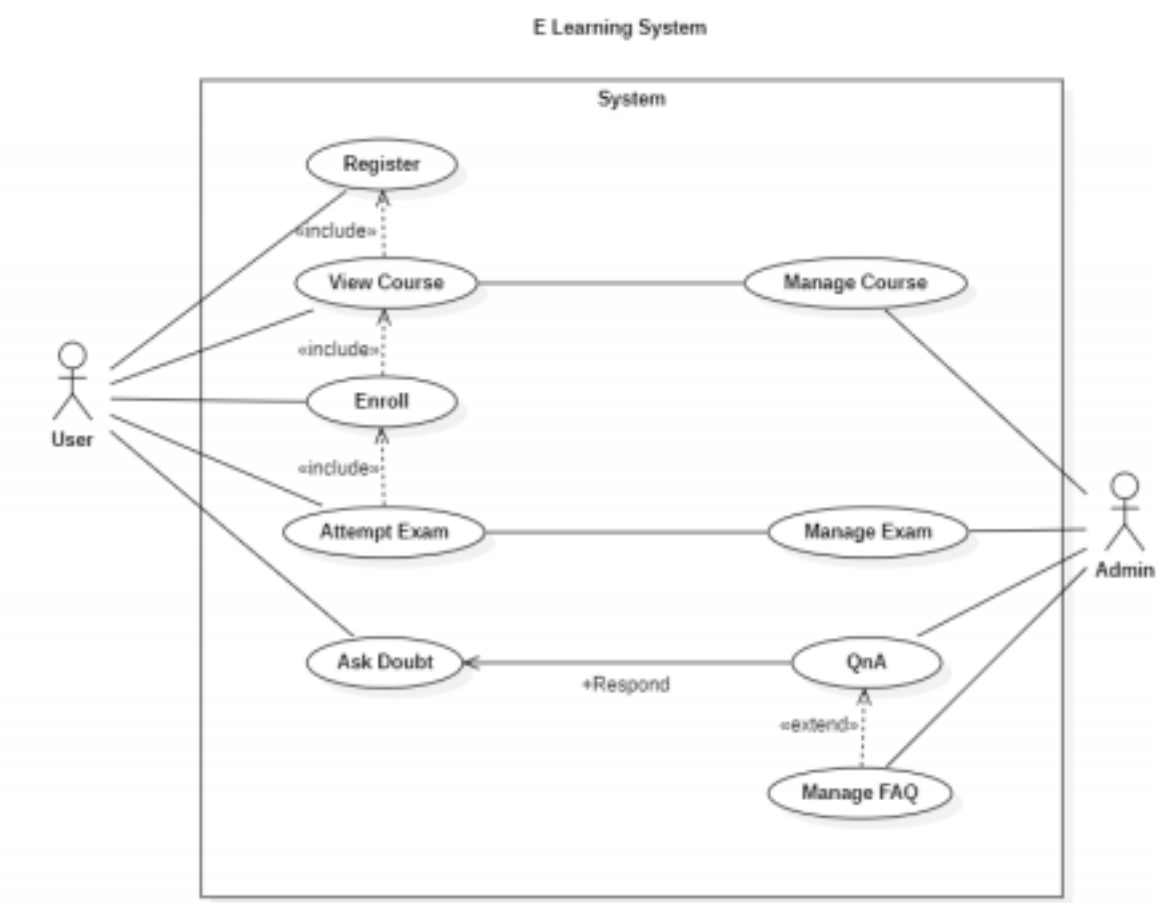 E Learning System
System
Register
«include»
View Course
Manage Course
«include»
Enroll
User
«include»
Attempt Exam
Manage Exam
Admin
Ask Doubt
QnA
+Respond
«extend»
Manage FAQ